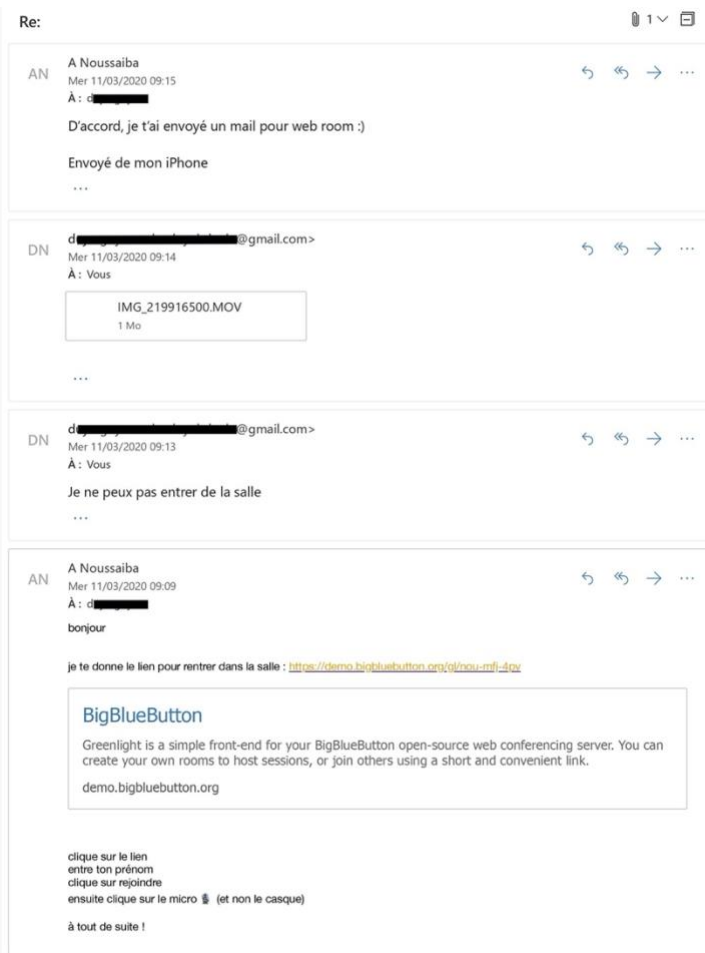 Re:
1
AN
A Noussaiba
Mer 11/03/2020 09:15
À : d
D'accord, je t'ai envoyé un mail pour web room :)
Envoyé de mon iPhone
...
DN
d @gmail.com>
Mer 11/03/2020 09:14
À : Vous
IMG_219916500.MOV
1 Mo
...
DN
d @gmail.com>
Mer 11/03/2020 09:13
À : Vous
Je ne peux pas entrer de la salle
...
AN
A Noussaiba
Mer 11/03/2020 09:09
À : d
bonjour
je te donne le lien pour rentrer dans la salle : https://demo.bigbluebutton.org/gl/nou-mfj-4pv
BigBlueButton
Greenlight is a simple front-end for your BigBlueButton open-source web conferencing server. You can
create your own rooms to host sessions, or join others using a short and convenient link.
demo.bigbluebutton.org
clique sur le lien
entre ton prénom
clique sur rejoindre
ensuite clique sur le micro 🎙 (et non le casque)
à tout de suite !